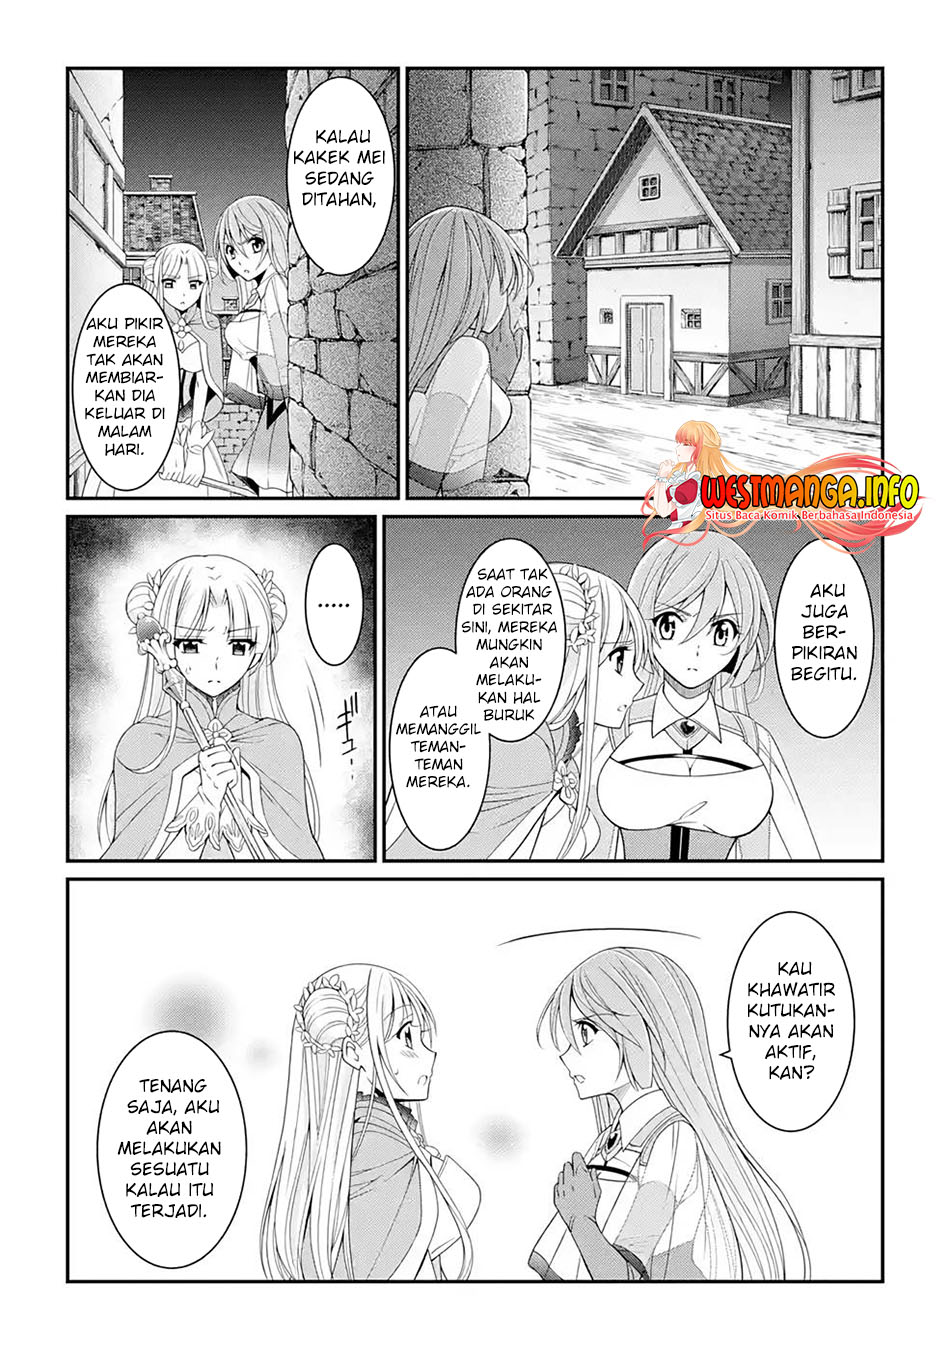 KALAU
KAKEK MEI
SEDANG
DITAHAN,
AKU PIKIR
MEREKA
TAK AKAN
MEMBIAR-
KAN DIA
KELUAR DI
MALAM
HARI.
WESTMANGA.INFO
Situs Baca Komik Berbahasa Indonesia
AKU
JUGA
BER-
PIKIRAN
BEGITU.
SAAT TAK
ADA ORANG
DI SEKITAR
SINI, MEREKA
MUNGKIN
AKAN
MELAKU-
KAN HAL
BURUK
ATAU
MEMANGGIL
TEMAN-
TEMAN
MEREKA.
.....
ギュ
KAU
KHAWATIR
KUTUKAN-
NYA AKAN
AKTIF,
KAN?
TENANG
SAJA, AKU
AKAN
MELAKUKAN
SESUATU
KALAU ITU
TERJADI.